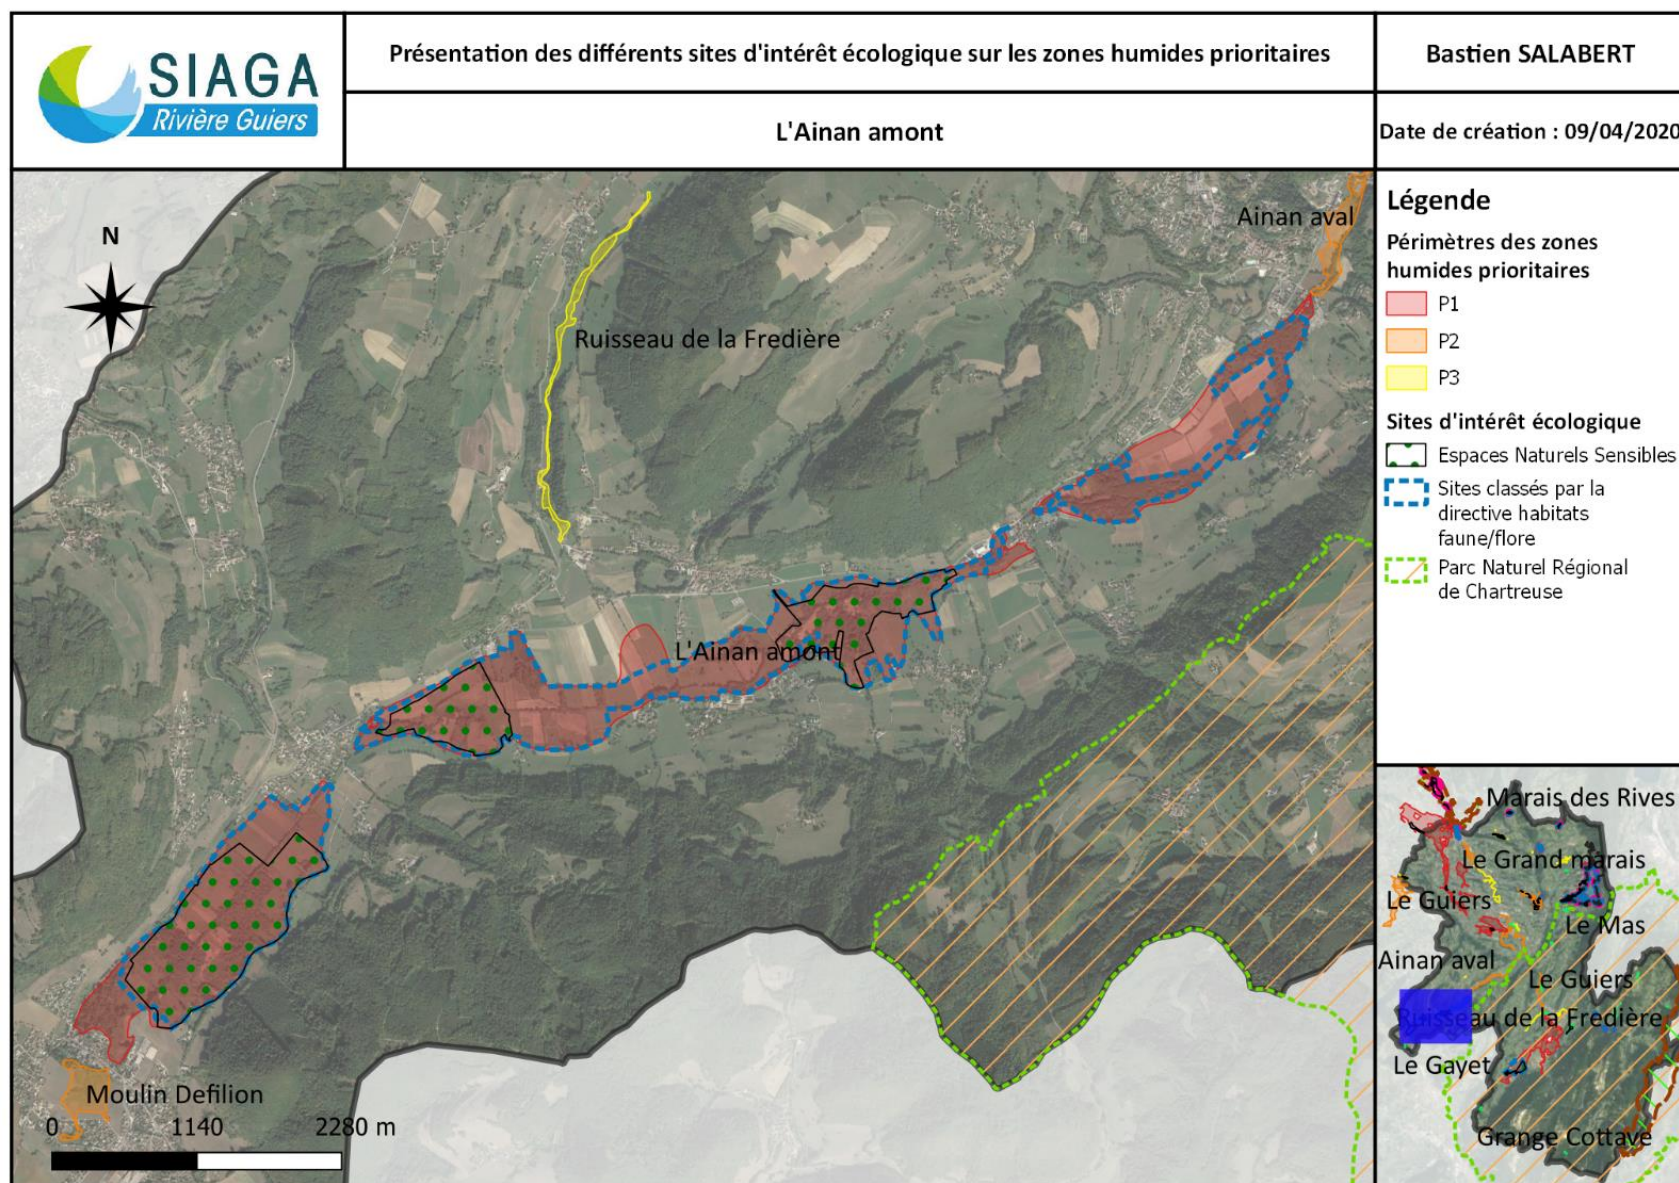 SIAGA
Rivière Guiers
Présentation des différents sites d'intérêt écologique sur les zones humides prioritaires
L'Ainan amont
Bastien SALABERT
Date de création : 09/04/2020
N
Ainan aval
Ruisseau de la Fredière
L'Ainan amont
Moulin Defilion
0 1140 2280 m
Légende
Périmètres des zones
humides prioritaires
P1
P2
P3
Sites d'intérêt écologique
Espaces Naturels Sensibles
Sites classés par la
directive habitats
faune/flore
Parc Naturel Régional
de Chartreuse
Marais des Rives
Le Grand marais
Le Guiers
Le Mas
Ainan aval
Le Guiers
Ruisseau de la Fredière
Le Gayet
Grange Cottave